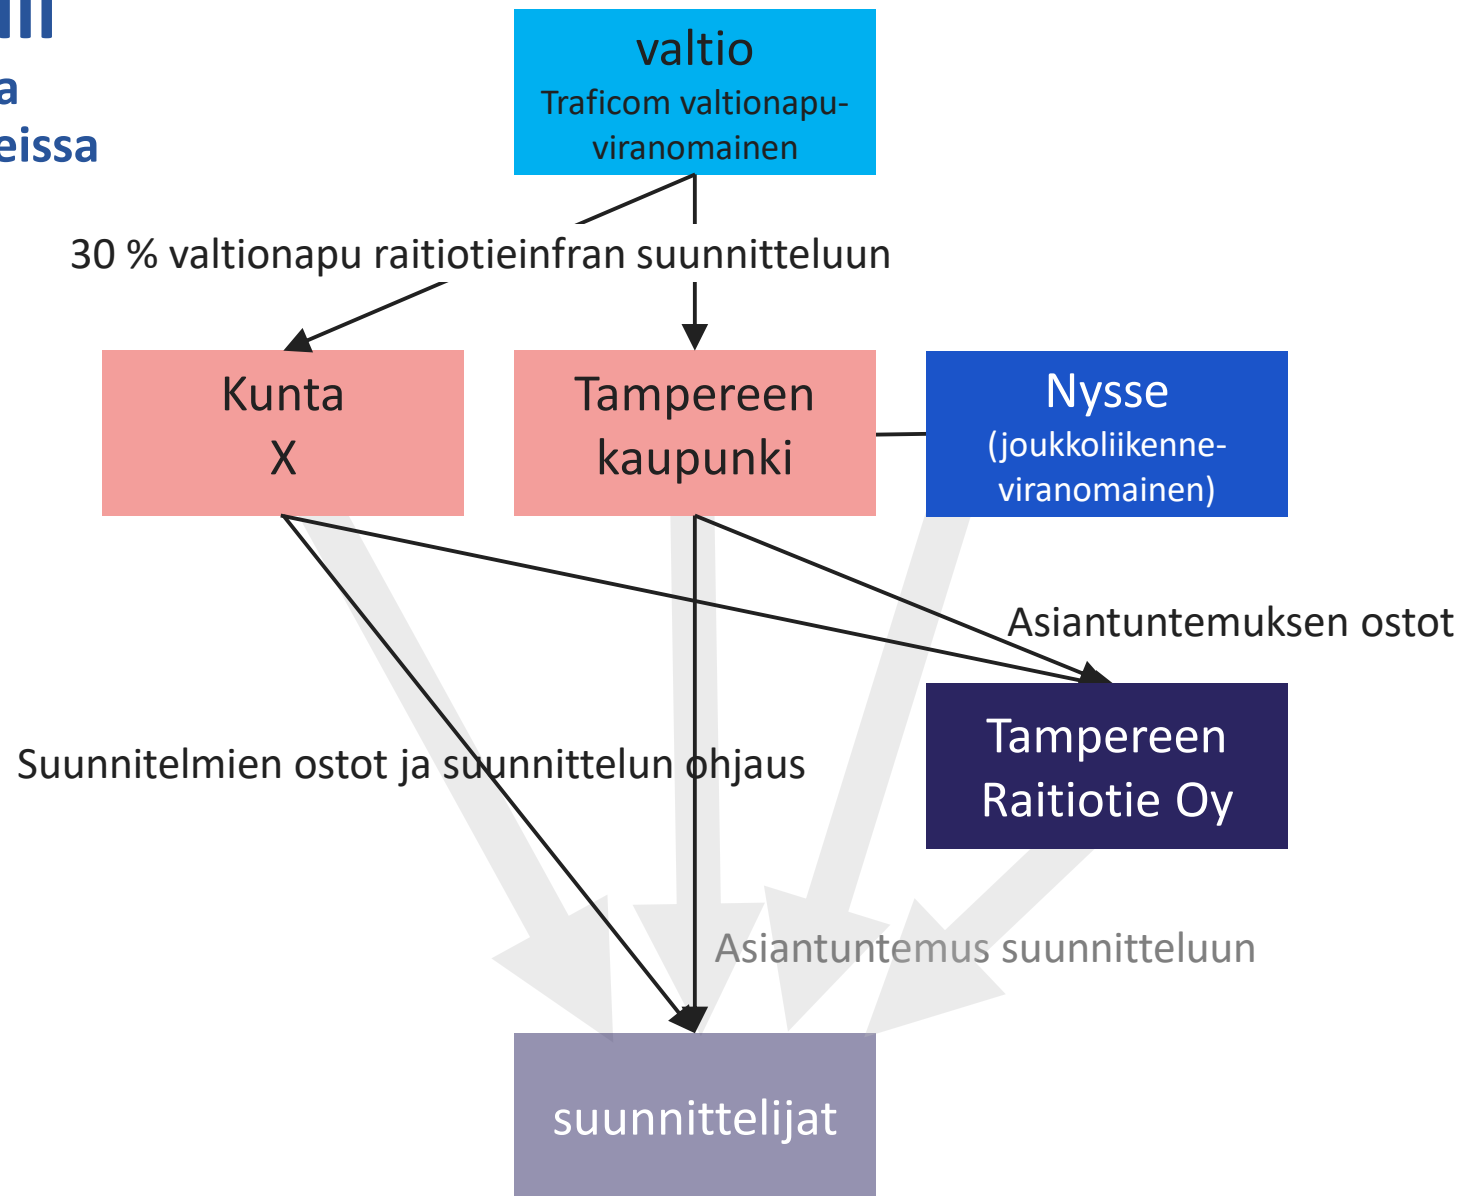 a
eissa
valtio
Traficom valtionapu-
viranomainen
30 % valtionapu raitiotieinfran suunnitteluun
Kunta
X
Tampereen
kaupunki
Nysse
(joukkoliikenne-
viranomainen)
Asiantuntemuksen ostot
Tampereen
Raitiotie Oy
Suunnitelmien ostot ja suunnittelun ohjaus
Asiantuntemus suunnitteluun
suunnittelijat